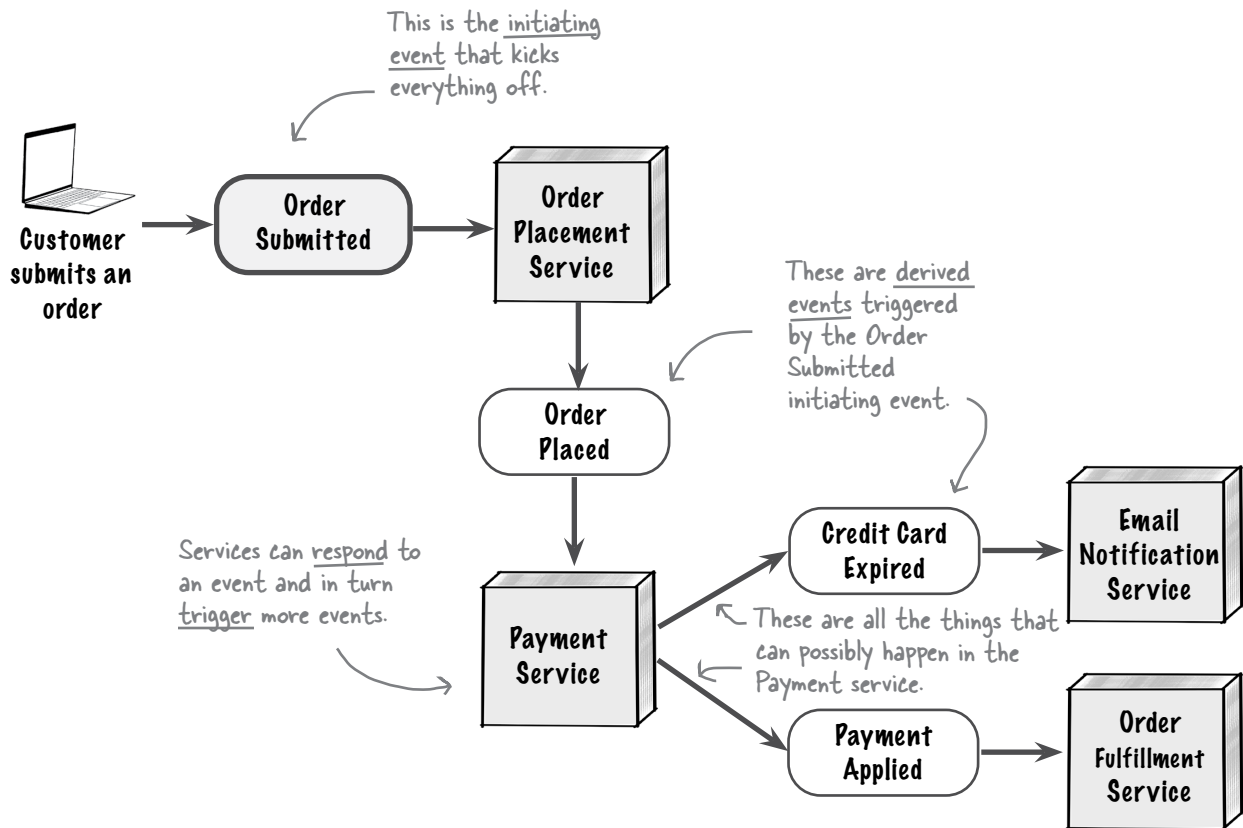 This is the initiating
event that kicks
everything off.
Customer
submits an
order
Order
Submitted
Order
Placement
Service
These are derived
events triggered
by the Order
Submitted
initiating event.
Order
Placed
Services can respond to
an event and in turn
trigger more events.
Payment
Service
Credit Card
Expired
Email
Notification
Service
These are all the things that
can possibly happen in the
Payment service.
Payment
Applied
Order
Fulfillment
Service